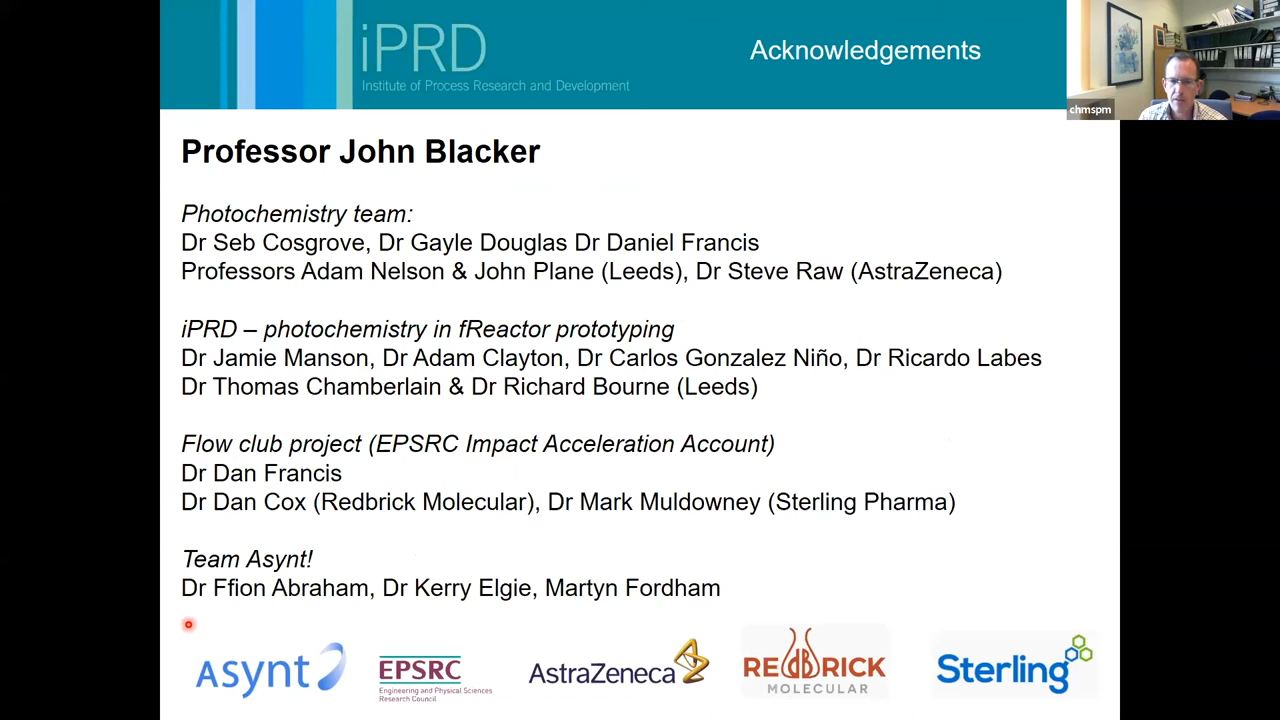 iPRD
Institute of Process Research and Development
Acknowledgements
chmspm
Professor John Blacker
Photochemistry team:
Dr Seb Cosgrove, Dr Gayle Douglas Dr Daniel Francis
Professors Adam Nelson & John Plane (Leeds), Dr Steve Raw (AstraZeneca)
iPRD – photochemistry in fReactor prototyping
Dr Jamie Manson, Dr Adam Clayton, Dr Carlos Gonzalez Niño, Dr Ricardo Labes
Dr Thomas Chamberlain & Dr Richard Bourne (Leeds)
Flow club project (EPSRC Impact Acceleration Account)
Dr Dan Francis
Dr Dan Cox (Redbrick Molecular), Dr Mark Muldowney (Sterling Pharma)
Team Asynt!
Dr Ffion Abraham, Dr Kerry Elgie, Martyn Fordham
Asynt
EPSRC
Engineering and Physical Sciences
Research Council
AstraZeneca
REDBRICK
MOLECULAR
Sterling